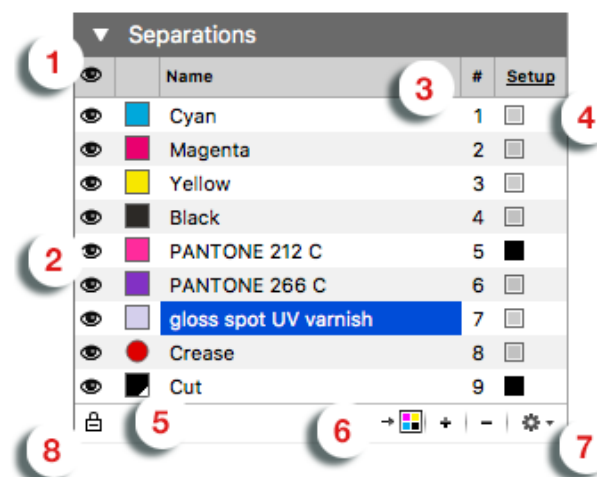 Separations
1
Name
3
#
Setup
Cyan
1
4
Magenta
2
Yellow
3
Black
4
2
PANTONE 212 C
5
PANTONE 266 C
6
gloss spot UV varnish
7
Crease
8
Cut
9
8
5
6
7